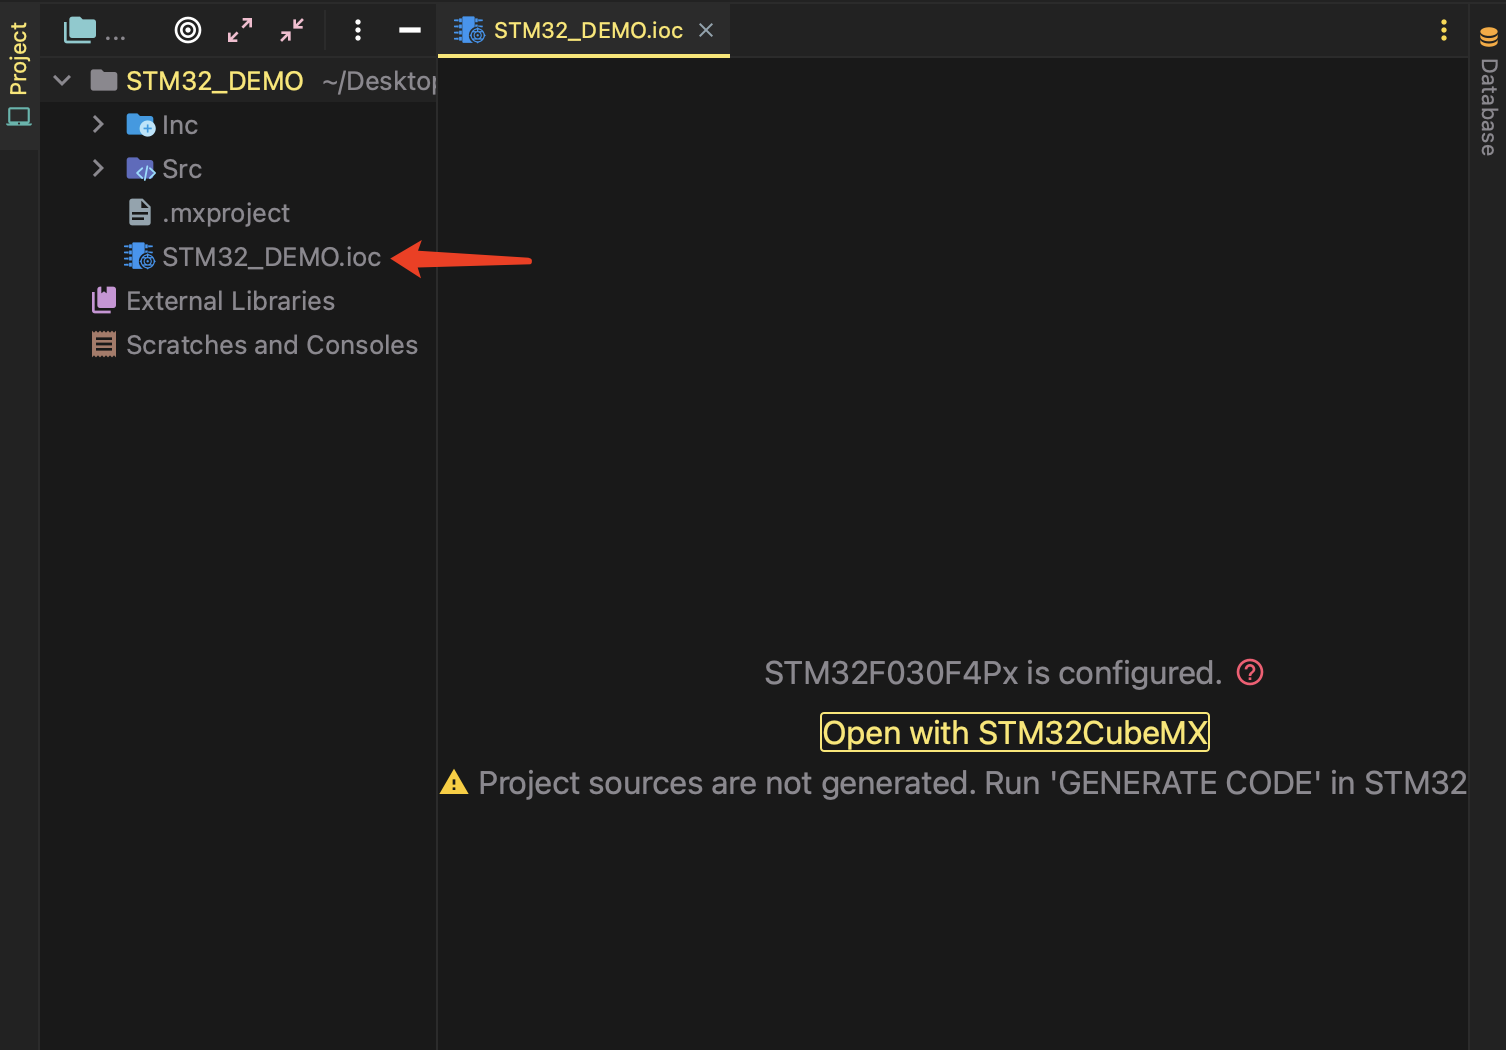 Project
...
STM32_DEMO.ioc
STM32_DEMO ~/Desktop
Inc
Src
.mxproject
STM32_DEMO.ioc
External Libraries
Scratches and Consoles
STM32F030F4Px is configured.
Open with STM32CubeMX
Project sources are not generated. Run 'GENERATE CODE' in STM32
Database